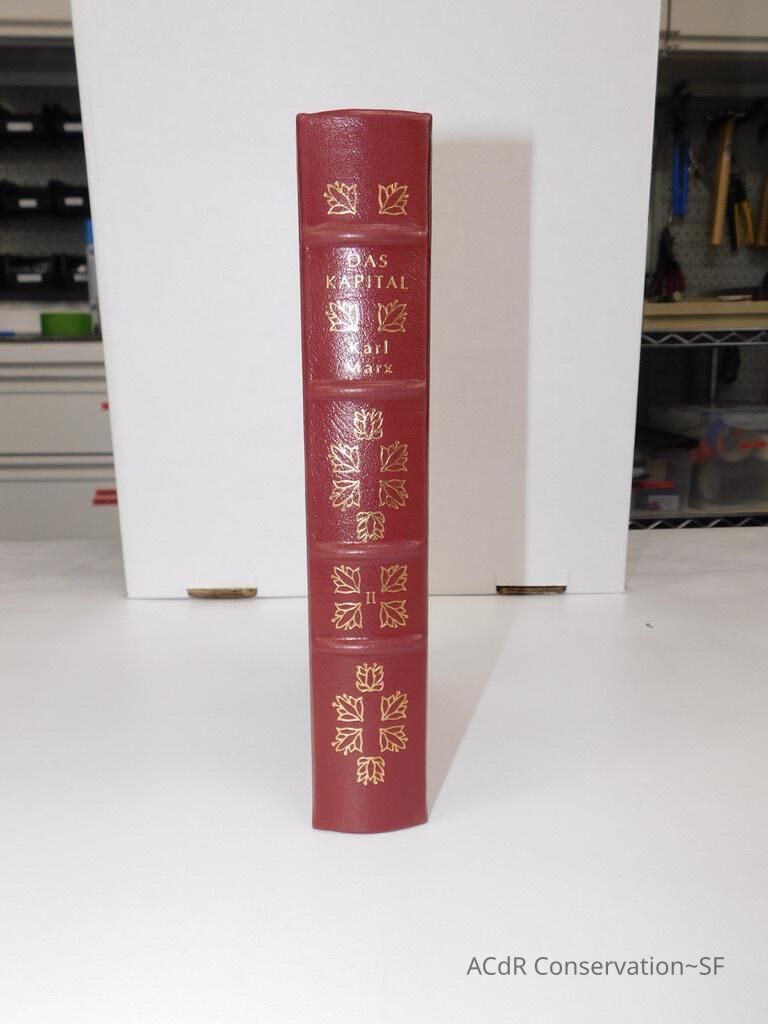 DAS
KAPITAL
Karl
Marx
II
ACdR Conservation~SF